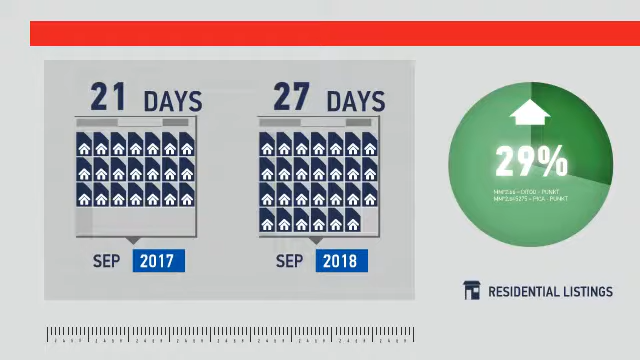 21 DAYS
27 DAYS
SEP 2017
SEP 2018
29%
RESIDENTIAL LISTINGS